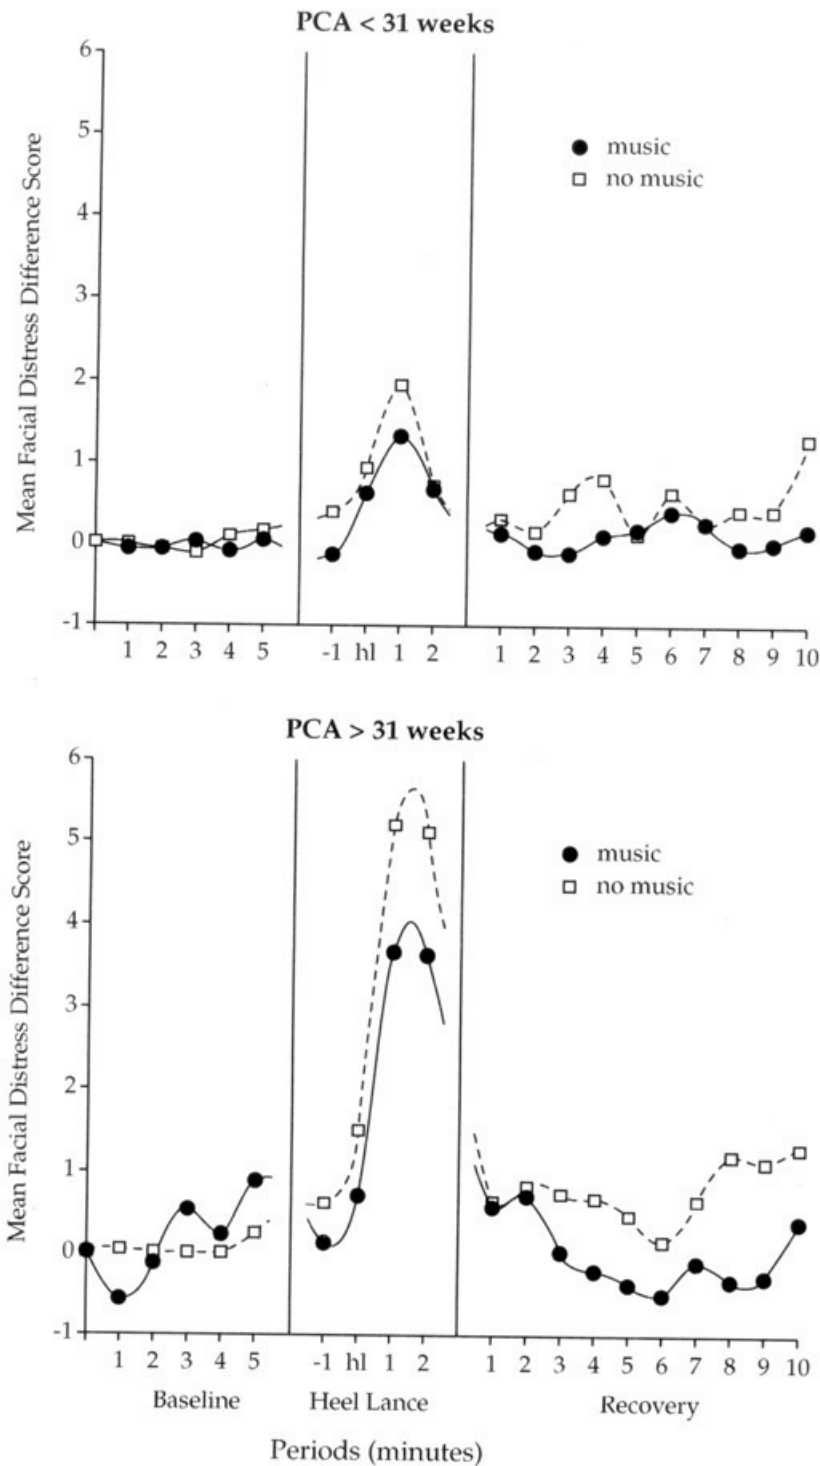 PCA < 31 weeks
6
5
4
3
2
1
0
-1
Mean Facial Distress Difference Score
music
no music
1 2 3 4 5 -1 hl 1 2 1 2 3 4 5 6 7 8 9 10
PCA > 31 weeks
6
5
4
3
2
1
0
-1
Mean Facial Distress Difference Score
music
no music
1 2 3 4 5 -1 hl 1 2 1 2 3 4 5 6 7 8 9 10
Baseline Heel Lance Recovery
Periods (minutes)